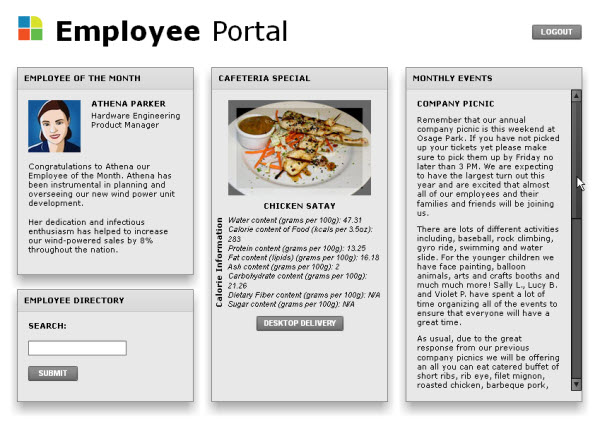 Employee Portal
LOGOUT
EMPLOYEE OF THE MONTH
ATHENA PARKER
Hardware Engineering
Product Manager
Congratulations to Athena our
Employee of the Month. Athena has
been instrumental in planning and
overseeing our new wind power unit
development.
Her dedication and infectious
enthusiasm has helped to increase
our wind-powered sales by 8%
throughout the nation.
EMPLOYEE DIRECTORY
SEARCH:
SUBMIT
CAFETERIA SPECIAL
CHICKEN SATAY
Calorie Information
Water content (grams per 100g): 47.31
Calorie content of Food (kcals per 3.5oz):
283
Protein content (grams per 100g): 13.25
Fat content (lipids) (grams per 100g): 16.18
Ash content (grams per 100g): 2
Carbohydrate content (grams per 100g):
21.26
Dietary Fiber content (grams per 100g): N/A
Sugar content (grams per 100g): N/A
DESKTOP DELIVERY
MONTHLY EVENTS
COMPANY PICNIC
Remember that our annual
company picnic is this weekend at
Osage Park. If you have not picked
up your tickets yet please make
sure to pick them up by Friday no
later than 3 PM. We are expecting
to have the largest turn out this
year and are excited that almost
all of our employees and their
families and friends will be joining
us.
There are lots of different activities
including, baseball, rock climbing,
gyro ride, swimming and water
slide. For the younger children we
have face painting, balloon
animals, arts and crafts booths and
much much more! Sally L., Lucy B.
and Violet P. have spent a lot of
time organizing all of the events to
ensure that everyone will have a
great time.
As usual, due to the great
response from our previous
company picnics we will be offering
an all you can eat catered buffet of
short ribs, rib eye, filet mignon,
roasted chicken, barbeque pork,